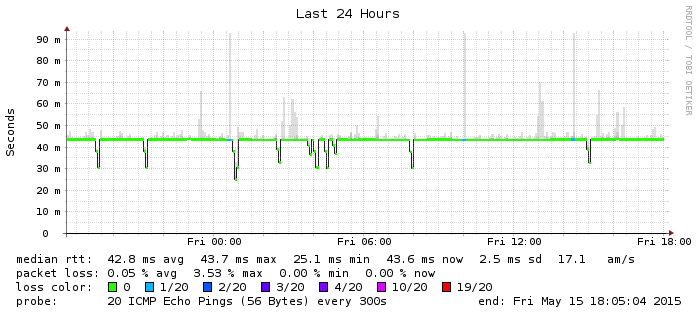 Last 24 Hours
RRDTOOL / TOBI OETIKER
Seconds
90 m
80 m
70 m
60 m
50 m
40 m
30 m
20 m
10 m
0
Fri 00:00 Fri 06:00 Fri 12:00 Fri 18:00
median rtt: 42.8 ms avg 43.7 ms max 25.1 ms min 43.6 ms now 2.5 ms sd 17.1 am/s
packet loss: 0.05 % avg 3.53 % max 0.00 % min 0.00 % now
loss color: 0 1/20 2/20 3/20 4/20 10/20 19/20
probe: 20 ICMP Echo Pings (56 Bytes) every 300s end: Fri May 15 18:05:04 2015